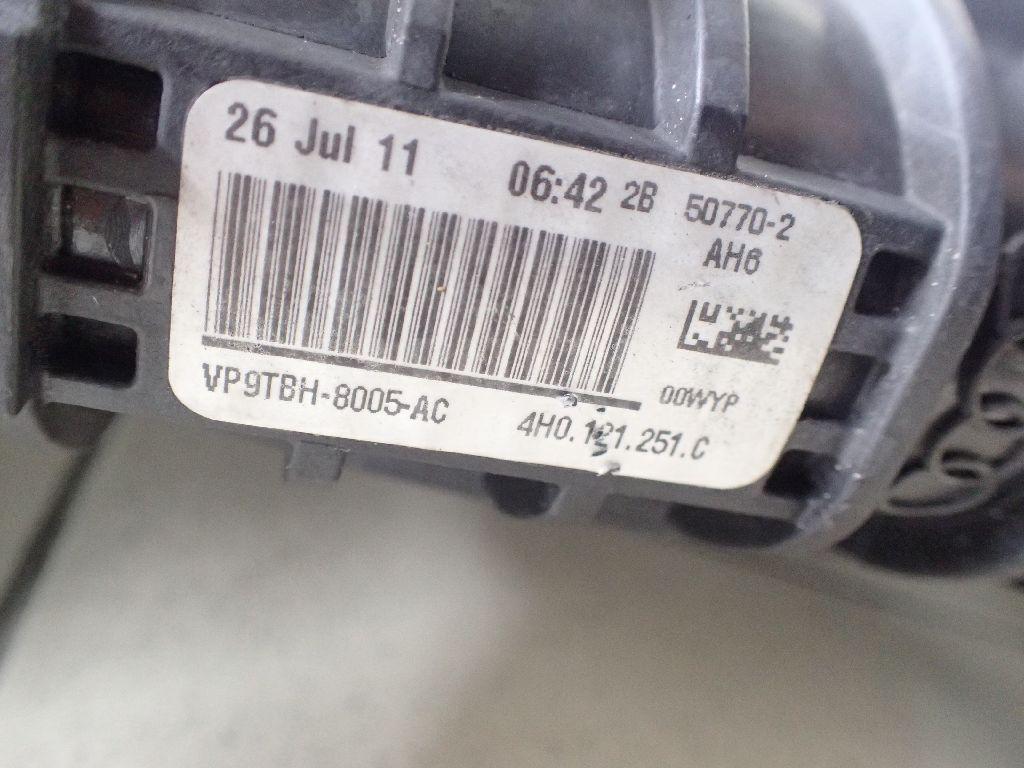 26 Jul 11 06:42 2B 50770-2
AH6
00WYP
VP9TBH-8005-AC 4H0.121.251.C